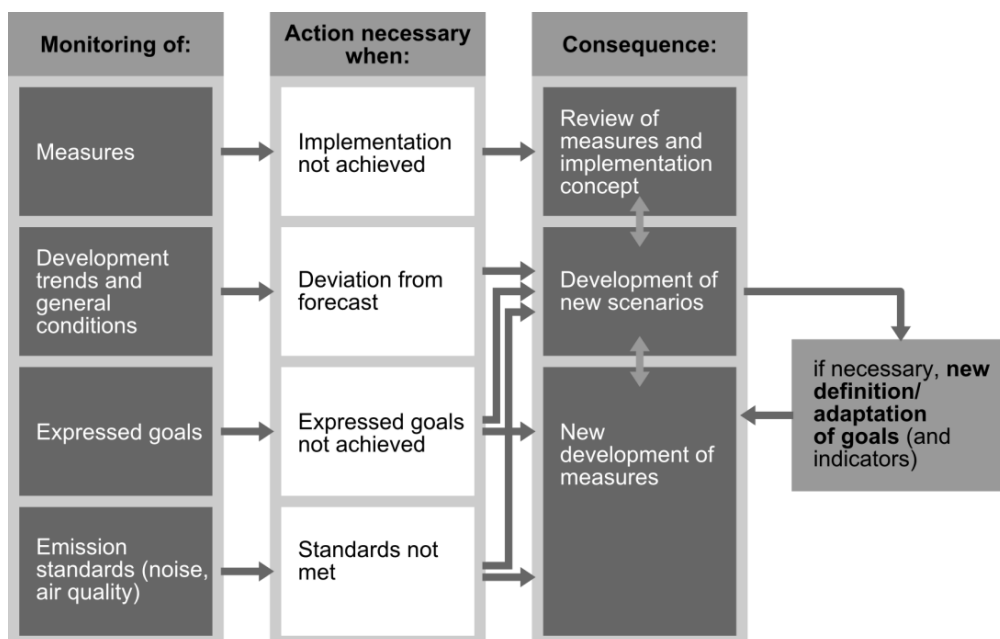 Monitoring of:
Action necessary
when:
Consequence:
Measures
Implementation
not achieved
Review of
measures and
implementation
concept
Development
trends and
general
conditions
Deviation from
forecast
Development of
new scenarios
Expressed goals
Expressed goals
not achieved
New
development of
measures
if necessary, new
definition/
adaptation
of goals (and
indicators)
Emission
standards (noise,
air quality)
Standards not
met